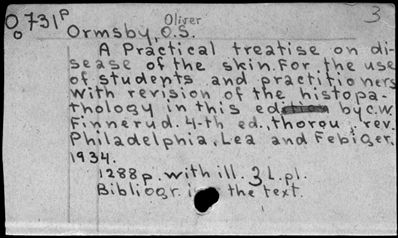 Oo731p Oliver 3
Ormsby, O.S.
A Practical treatise on di-
sease of the skin. For the use
of students and practitioners
with revision of the histopa-
thology in this edition by C.W.
Finnerud. 4-th ed., thorou. rev.
Philadelphia, Lea and Febiger,
1934.
1288 p. with ill. 3 L. pl.
Bibliogr. the text.